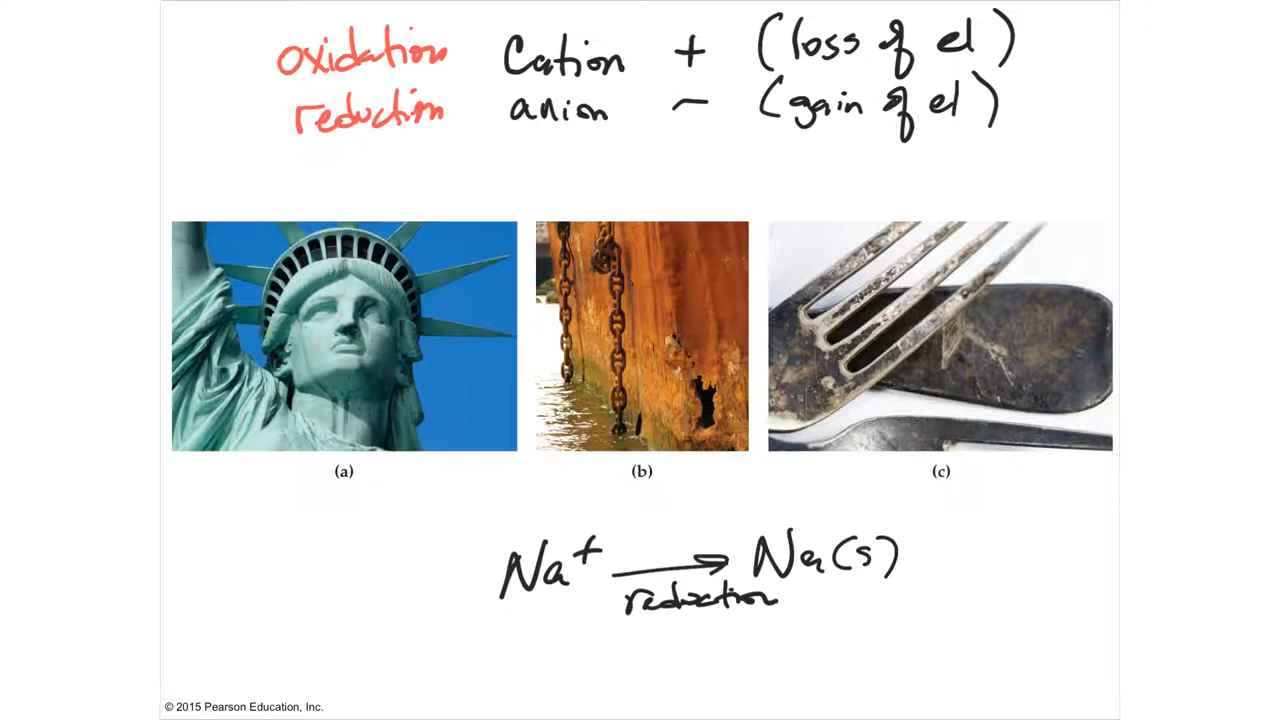 oxidation Cation + (loss of el)
reduction anion - (gain of el)
(a) (b) (c)
Na+ → Na(s)
reduction
© 2015 Pearson Education, Inc.